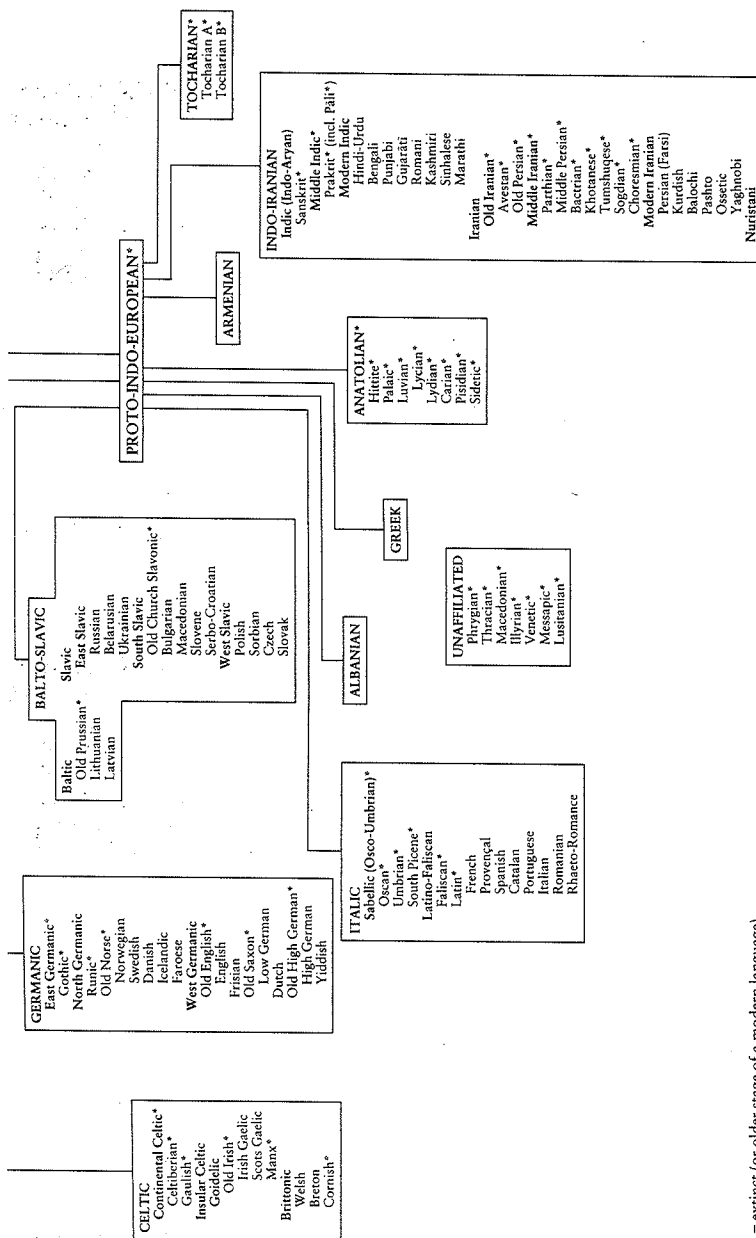 PROTO-INDO-EUROPEAN*
CELTIC
Continental Celtic*
Celtiberian*
Gaulish*
Insular Celtic
Goidelic
Old Irish*
Irish Gaelic
Scots Gaelic
Manx*
Brittonic
Welsh
Breton
Cornish*
GERMANIC
East Germanic*
Gothic*
North Germanic
Runic*
Old Norse*
Norwegian
Swedish
Danish
Icelandic
Faroese
West Germanic
Old English*
English
Frisian
Old Saxon*
Low German
Dutch
Old High German*
High German
Yiddish
BALTO-SLAVIC
Baltic
Old Prussian*
Lithuanian
Latvian
Slavic
East Slavic
Russian
Belarusian
Ukrainian
South Slavic
Old Church Slavonic*
Bulgarian
Macedonian
Slovene
Serbo-Croatian
West Slavic
Polish
Sorbian
Czech
Slovak
TOCHARIAN*
Tocharian A*
Tocharian B*
ARMENIAN
ITALIC
Sabellic (Osco-Umbrian)*
Oscan*
Umbrian*
South Picene*
Latino-Faliscan
Faliscan*
Latin*
French
Provençal
Spanish
Catalan
Portuguese
Italian
Romanian
Rhaeto-Romance
ALBANIAN
GREEK
ANATOLIAN*
Hittite*
Palaic*
Luvian*
Lycian*
Lydian*
Carian*
Pisidian*
Sidetic*
UNAFFILIATED
Phrygian*
Thracian*
Macedonian*
Illyrian*
Venetic*
Messapic*
Lusitanian*
INDO-IRANIAN
Indic (Indo-Aryan)
Sanskrit*
Middle Indic*
Prakrit* (incl. Pāli*)
Modern Indic
Hindi-Urdu
Bengali
Punjabi
Gujarāti
Romani
Kashmiri
Sinhalese
Marathi
Iranian
Old Iranian*
Avestan*
Old Persian*
Middle Iranian*
Parthian*
Middle Persian*
Bactrian*
Khotanese*
Tumshuqese*
Sogdian*
Choresmian*
Modern Iranian
Persian (Farsi)
Kurdish
Balochi
Pashto
Ossetic
Yaghnobi
Nuristani
= extinct (or older stage of a modern language)